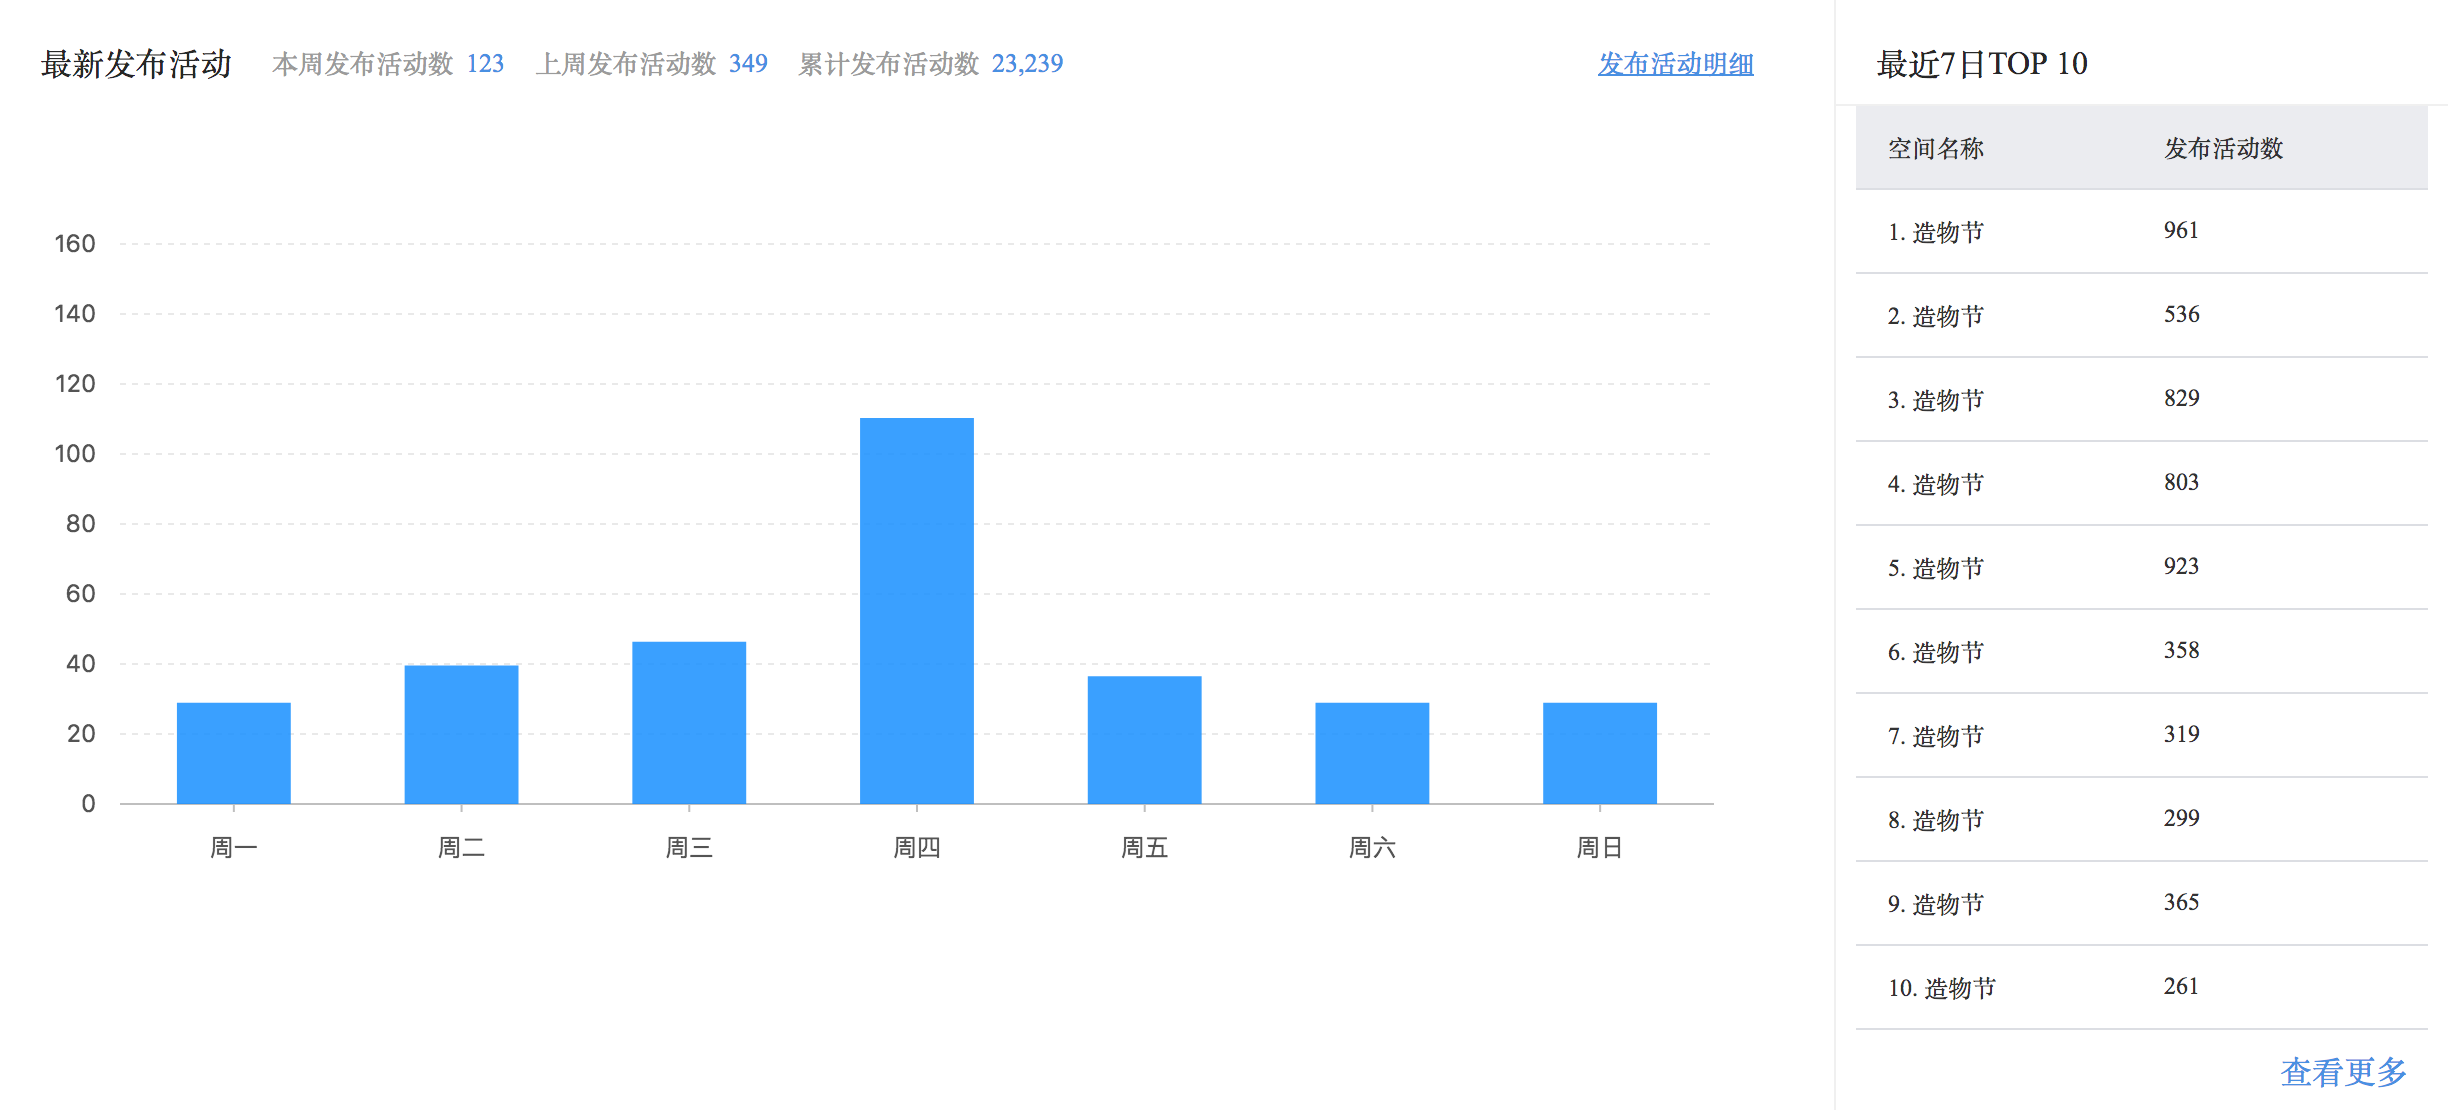 最新发布活动 本周发布活动数 123 上周发布活动数 349 累计发布活动数 23,239 发布活动明细
160
140
120
100
80
60
40
20
0
周一 周二 周三 周四 周五 周六 周日
最近7日TOP 10
空间名称 发布活动数
1. 造物节 961
2. 造物节 536
3. 造物节 829
4. 造物节 803
5. 造物节 923
6. 造物节 358
7. 造物节 319
8. 造物节 299
9. 造物节 365
10. 造物节 261
查看更多